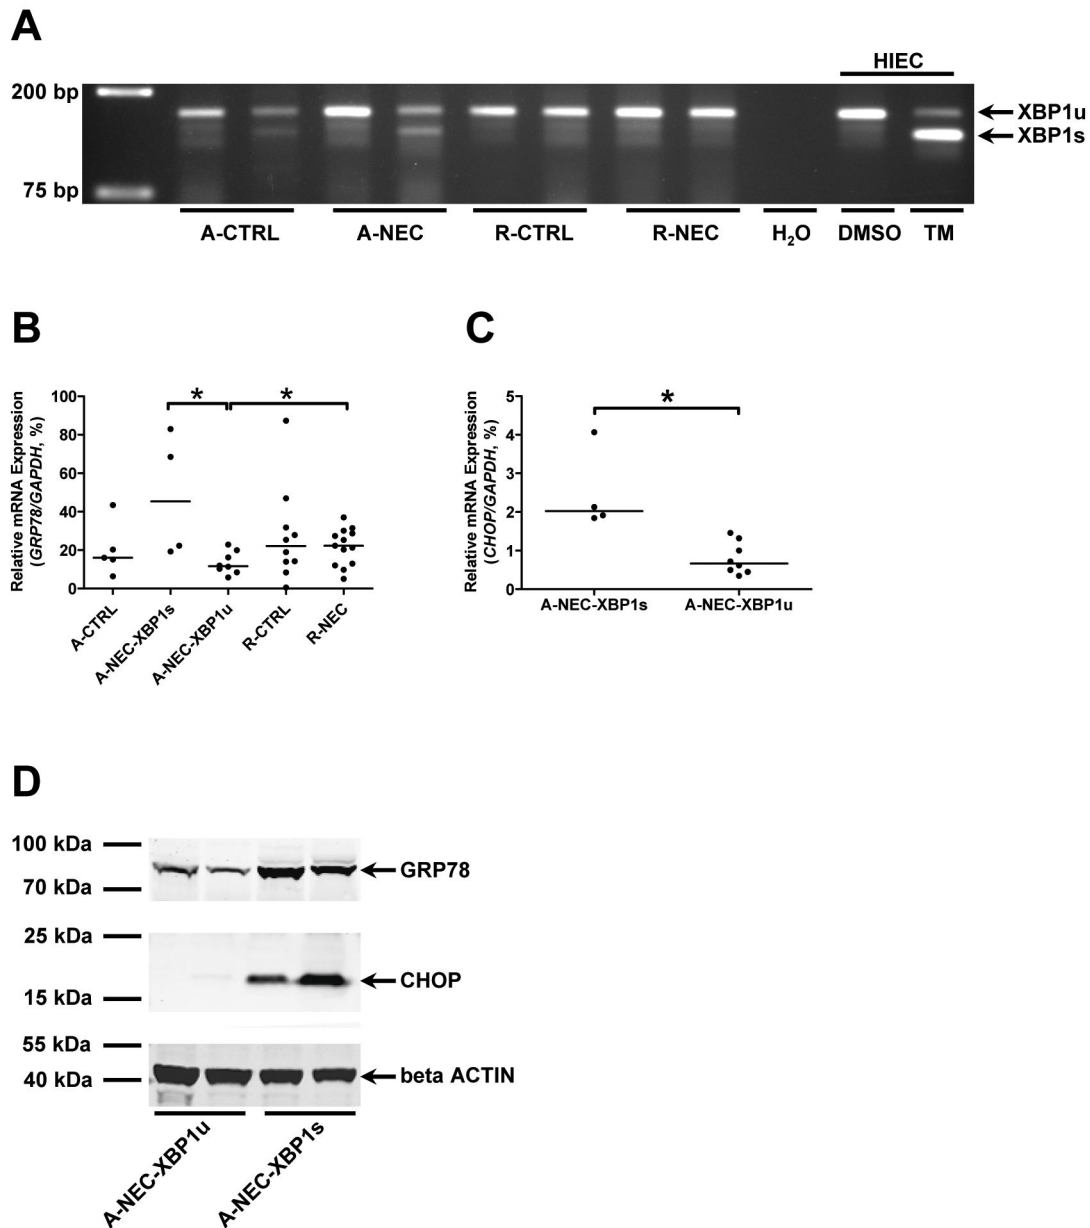 A
HIEC
200 bp
XBP1u
XBP1s
75 bp
A-CTRL A-NEC R-CTRL R-NEC H₂O DMSO TM
B
Relative mRNA Expression
(GRP78/GAPDH, %)
100
80
60
40
20
0
* *
A-CTRL
A-NEC-XBP1s
A-NEC-XBP1u
R-CTRL
R-NEC
C
Relative mRNA Expression
(CHOP/GAPDH, %)
5
4
3
2
1
0
*
A-NEC-XBP1s A-NEC-XBP1u
D
100 kDa
GRP78
70 kDa
25 kDa
CHOP
15 kDa
55 kDa
beta ACTIN
40 kDa
A-NEC-XBP1u
A-NEC-XBP1s